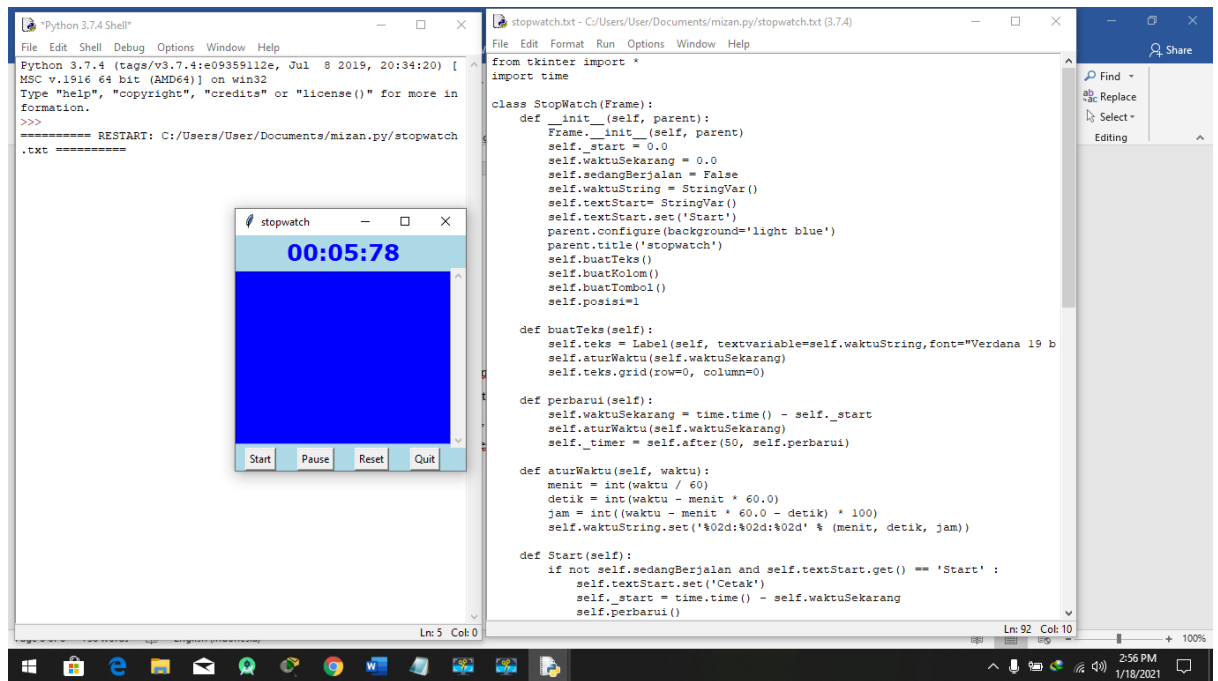 *Python 3.7.4 Shell*
File Edit Shell Debug Options Window Help
Python 3.7.4 (tags/v3.7.4:e09359112e, Jul  8 2019, 20:34:20) [
MSC v.1916 64 bit (AMD64)] on win32
Type "help", "copyright", "credits" or "license()" for more in
formation.
>>>
========== RESTART: C:/Users/User/Documents/mizan.py/stopwatch
.txt ==========
Ln: 5 Col: 0
stopwatch
00:05:78
Start Pause Reset Quit
stopwatch.txt - C:/Users/User/Documents/mizan.py/stopwatch.txt (3.7.4)
File Edit Format Run Options Window Help
from tkinter import *
import time

class StopWatch(Frame):
    def __init__(self, parent):
        Frame.__init__(self, parent)
        self._start = 0.0
        self.waktuSekarang = 0.0
        self.sedangBerjalan = False
        self.waktuString = StringVar()
        self.textStart= StringVar()
        self.textStart.set('Start')
        parent.configure(background='light blue')
        parent.title('stopwatch')
        self.buatTeks()
        self.buatKolom()
        self.buatTombol()
        self.posisi=1

    def buatTeks(self):
        self.teks = Label(self, textvariable=self.waktuString,font="Verdana 19 b
        self.aturWaktu(self.waktuSekarang)
        self.teks.grid(row=0, column=0)

    def perbarui(self):
        self.waktuSekarang = time.time() - self._start
        self.aturWaktu(self.waktuSekarang)
        self._timer = self.after(50, self.perbarui)

    def aturWaktu(self, waktu):
        menit = int(waktu / 60)
        detik = int(waktu - menit * 60.0)
        jam = int((waktu - menit * 60.0 - detik) * 100)
        self.waktuString.set('%02d:%02d:%02d' % (menit, detik, jam))

    def Start(self):
        if not self.sedangBerjalan and self.textStart.get() == 'Start' :
            self.textStart.set('Cetak')
            self._start = time.time() - self.waktuSekarang
            self.perbarui()
Ln: 92 Col: 10
Share
Find
Replace
Select
Editing
100%
2:56 PM
1/18/2021